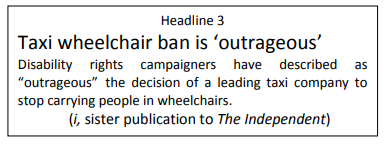 Headline 3
Taxi wheelchair ban is ‘outrageous’
Disability rights campaigners have described as
“outrageous” the decision of a leading taxi company to
stop carrying people in wheelchairs.
(i, sister publication to The Independent)